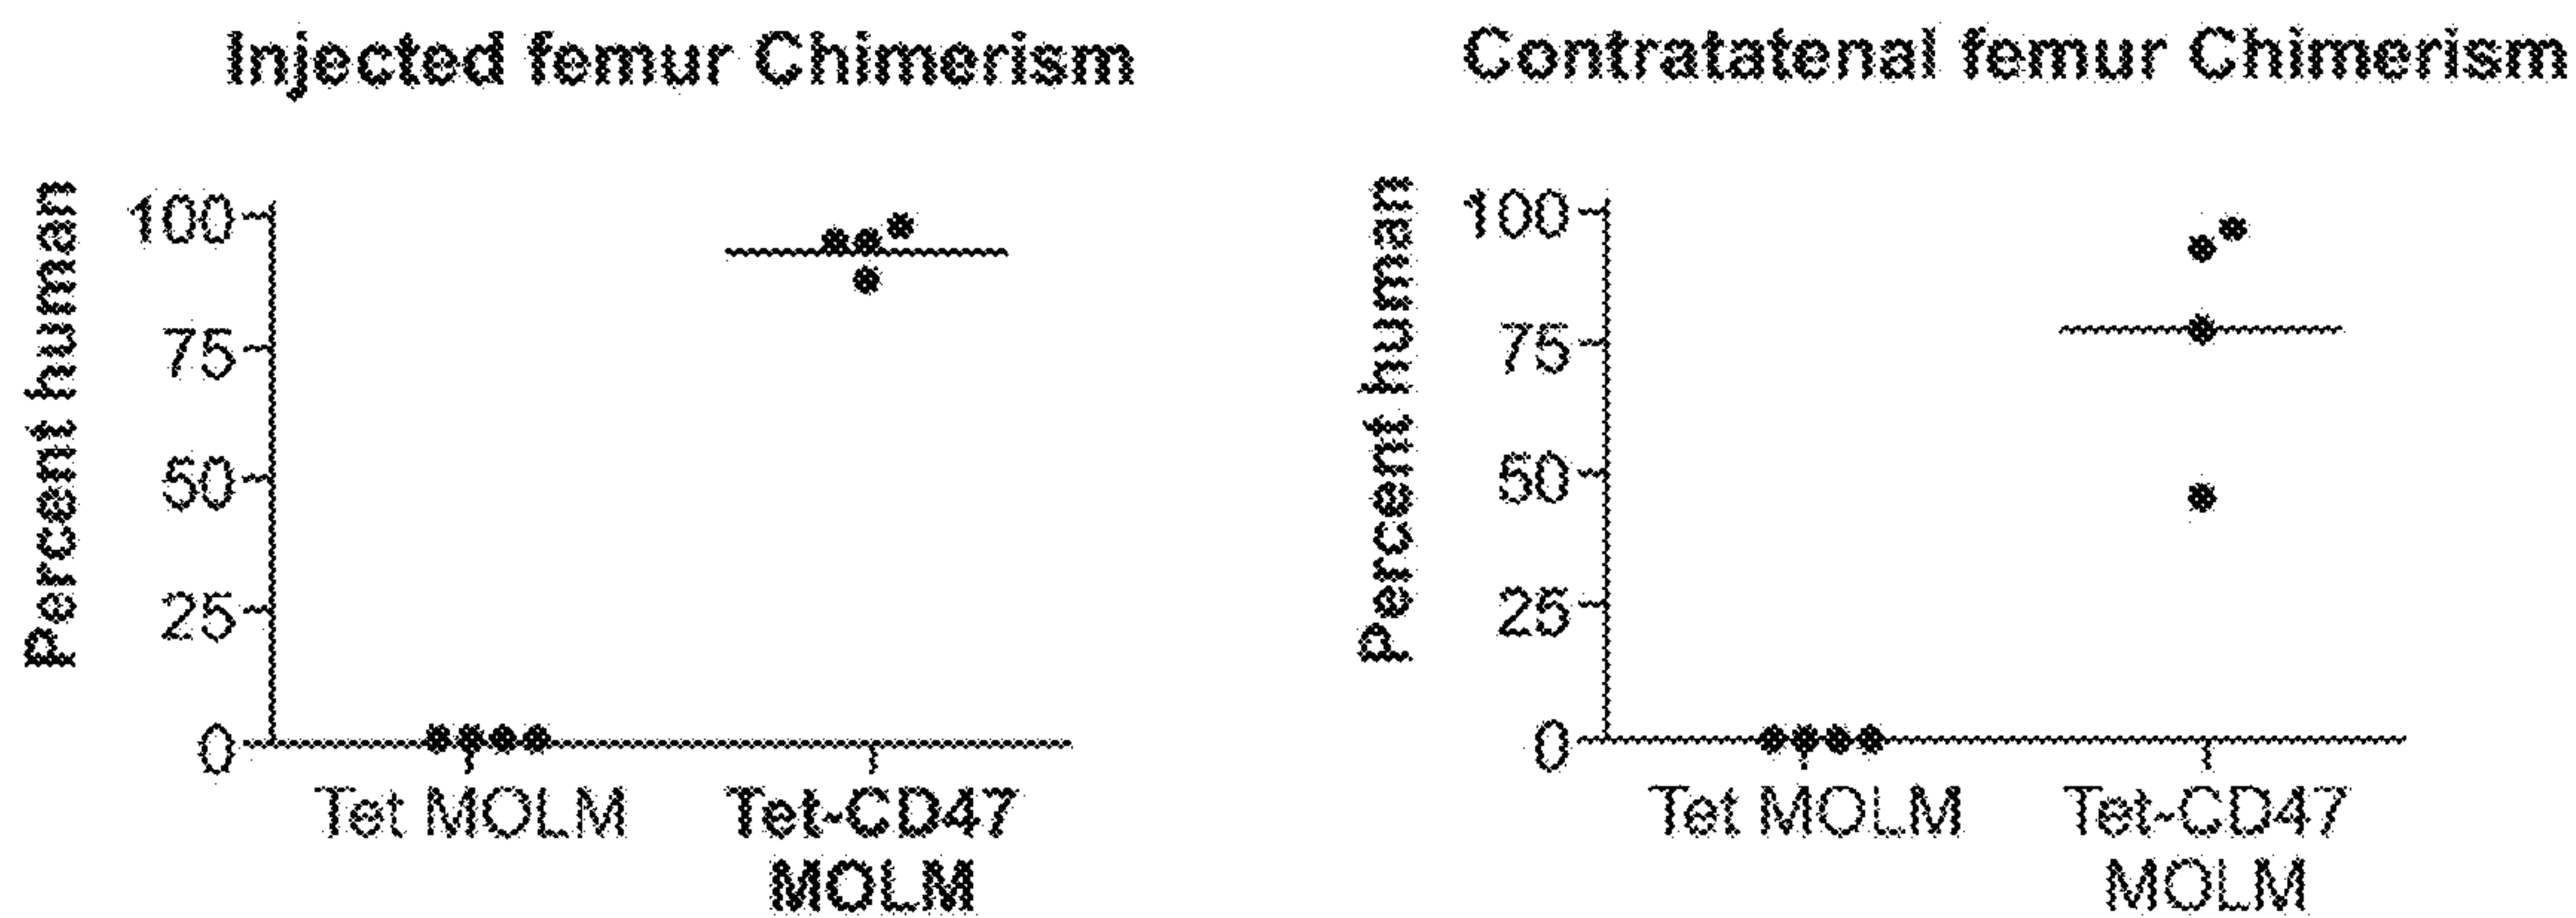 Injected femur Chimerism
Percent human
100
75
50
25
0
Tet MOLM
Tet-CD47
MOLM
Contratatenal femur Chimerism
Percent human
100
75
50
25
0
Tet MOLM
Tet-CD47
MOLM